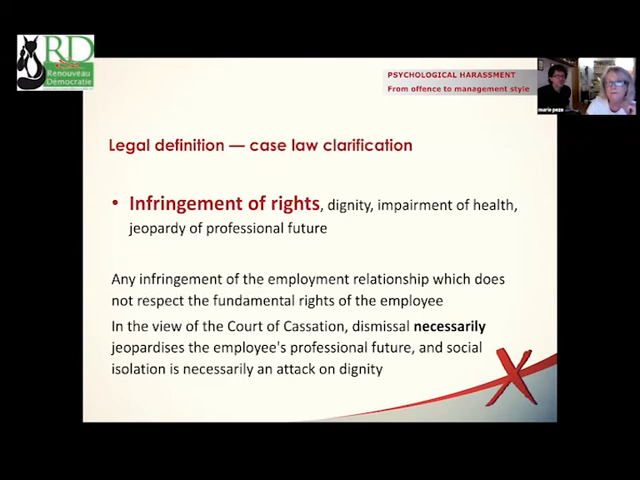 RD
Renouveau
Démocratie
PSYCHOLOGICAL HARASSMENT
From offence to management style
marie peze
Legal definition — case law clarification
• Infringement of rights, dignity, impairment of health,
jeopardy of professional future
Any infringement of the employment relationship which does
not respect the fundamental rights of the employee
In the view of the Court of Cassation, dismissal necessarily
jeopardises the employee's professional future, and social
isolation is necessarily an attack on dignity